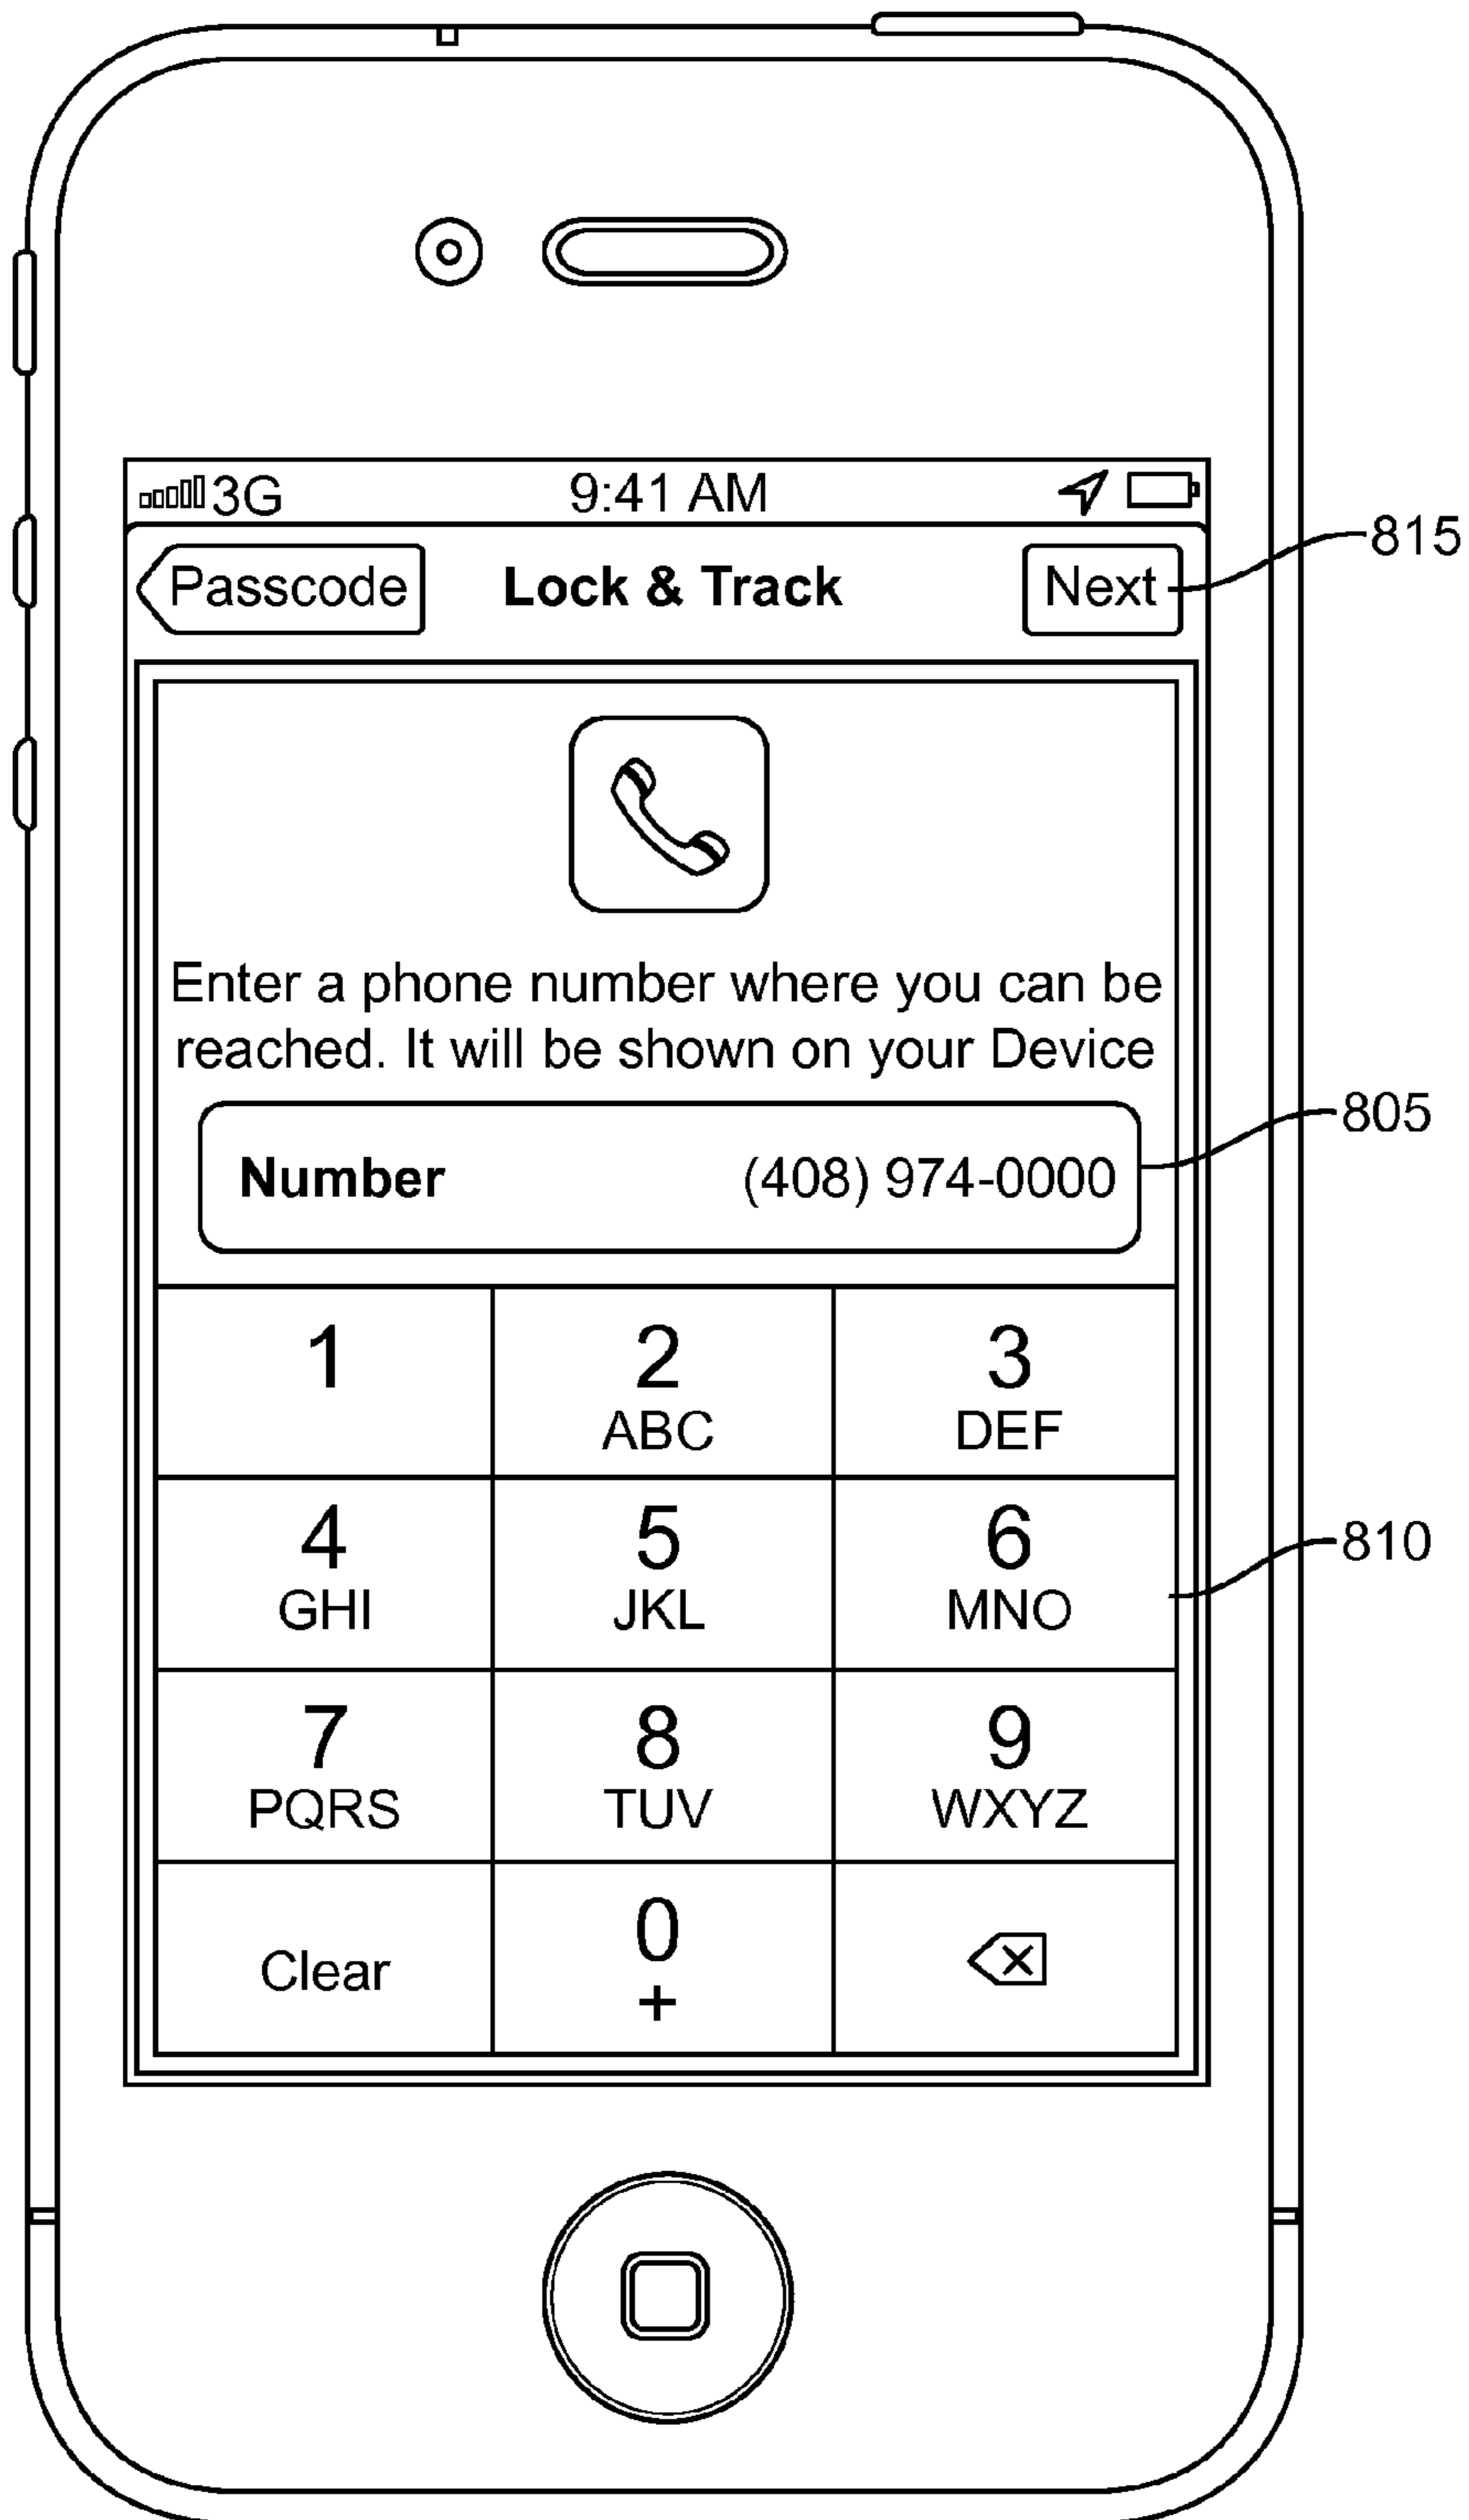 3G 9:41 AM
Passcode Lock & Track Next
815
Enter a phone number where you can be
reached. It will be shown on your Device
805
Number (408) 974-0000
1 2 3
ABC DEF
4 5 6
810
GHI JKL MNO
7 8 9
PQRS TUV WXYZ
Clear 0
+